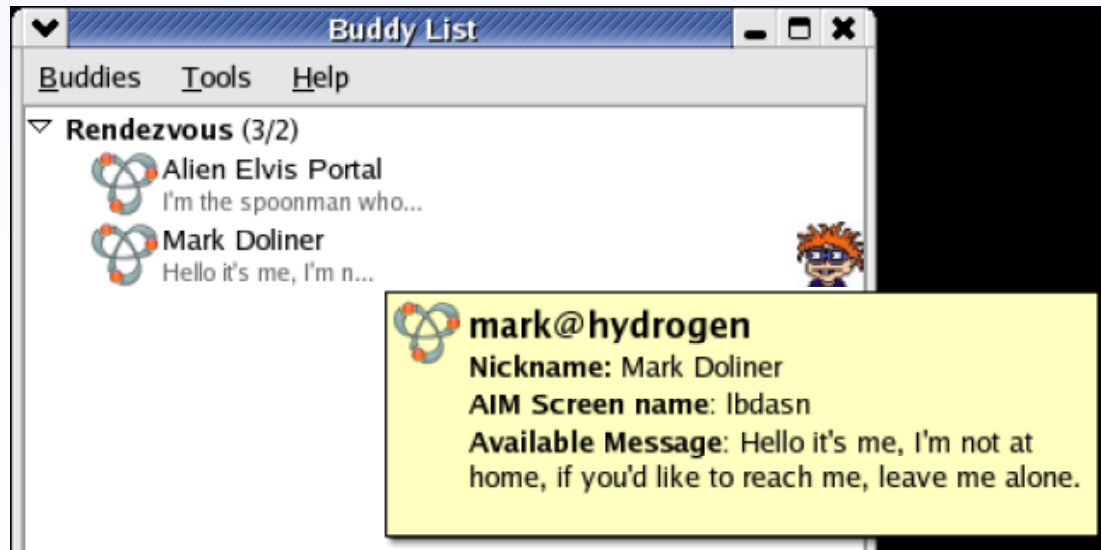 Buddy List
Buddies Tools Help
Rendezvous (3/2)
Alien Elvis Portal
I'm the spoonman who...
Mark Doliner
Hello it's me, I'm n...
mark@hydrogen
Nickname: Mark Doliner
AIM Screen name: lbdasn
Available Message: Hello it's me, I'm not at
home, if you'd like to reach me, leave me alone.